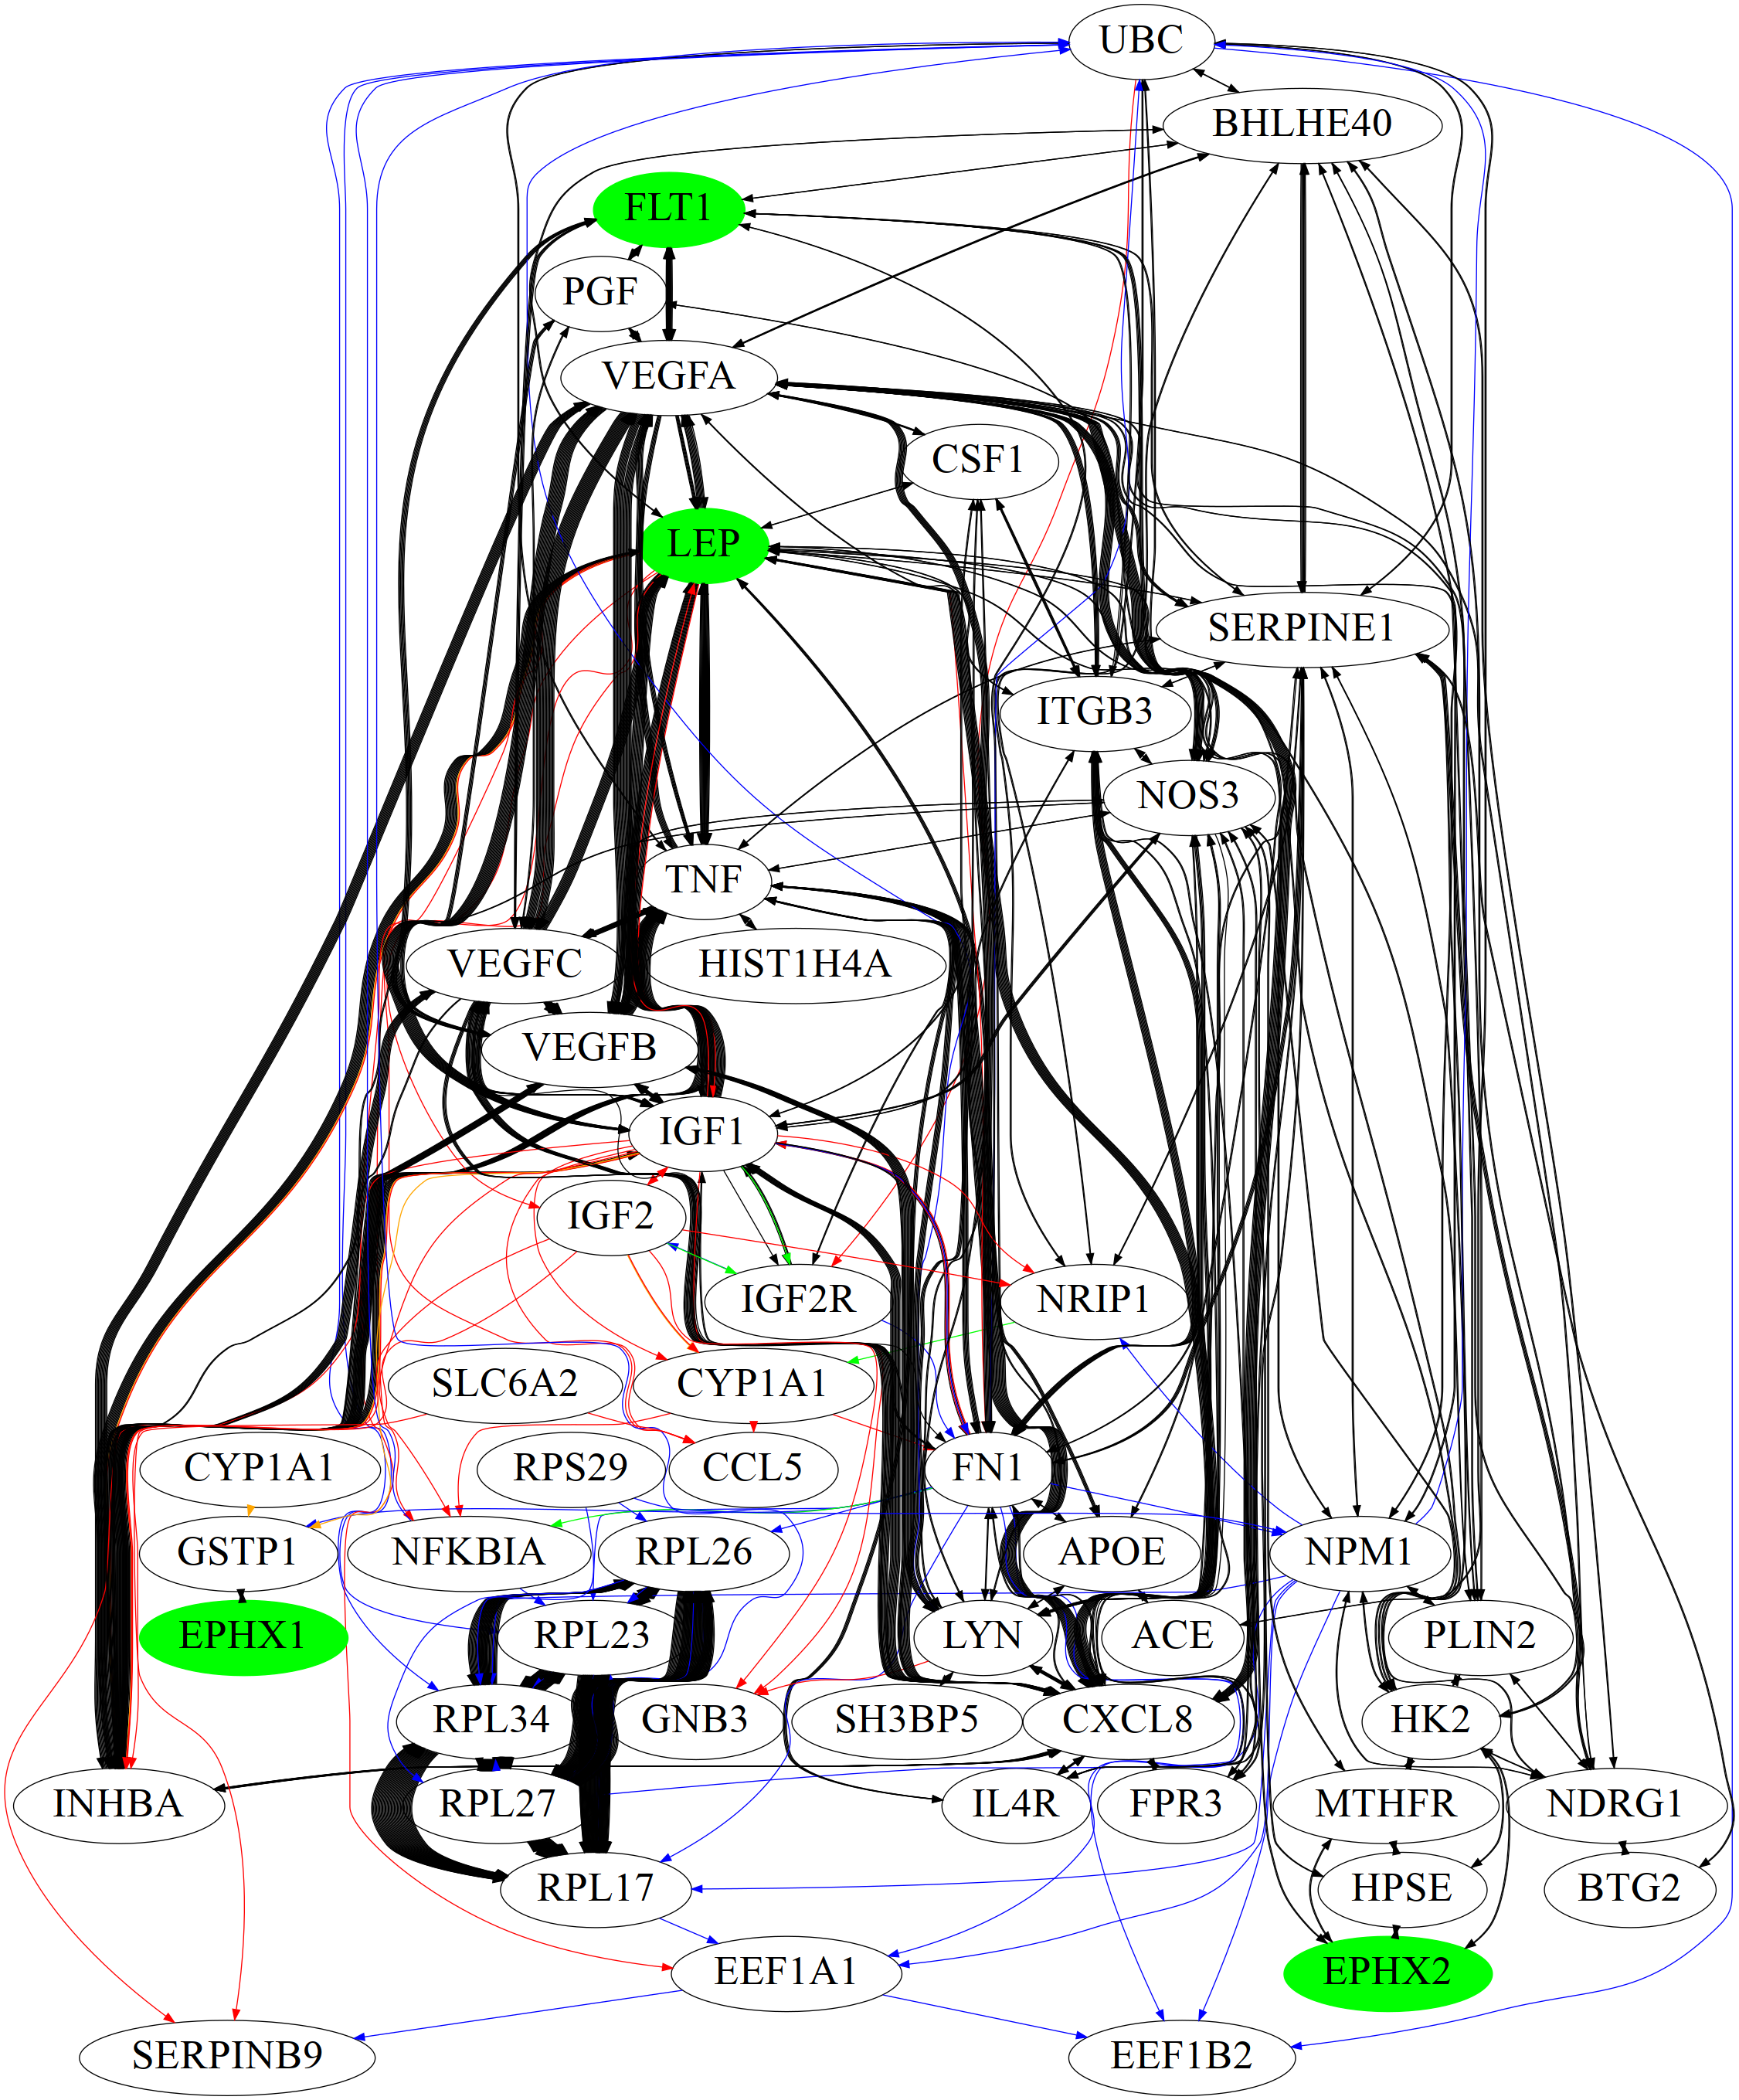 UBC
BHLHE40
FLT1
PGF
VEGFA
CSF1
LEP
SERPINE1
ITGB3
NOS3
TNF
VEGFC
HIST1H4A
VEGFB
IGF1
IGF2
IGF2R
NRIP1
SLC6A2
CYP1A1
CYP1A1
RPS29
CCL5
FN1
GSTP1
NFKBIA
RPL26
APOE
NPM1
EPHX1
RPL23
LYN
ACE
PLIN2
RPL34
GNB3
SH3BP5
CXCL8
HK2
INHBA
RPL27
IL4R
FPR3
MTHFR
NDRG1
RPL17
HPSE
BTG2
EEF1A1
EPHX2
SERPINB9
EEF1B2